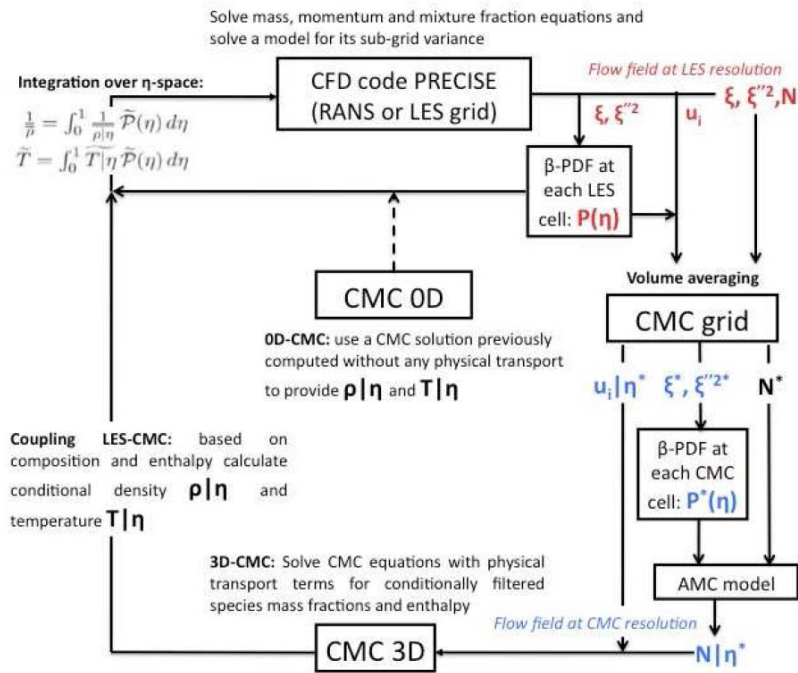 Solve mass, momentum and mixture fraction equations and
solve a model for its sub-grid variance
Integration over η-space:
CFD code PRECISE
(RANS or LES grid)
Flow field at LES resolution
ξ, ξ''²
uᵢ
ξ, ξ''²,N
1/ρ̄ = ∫₀¹ 1/ρ|η P̃(η) dη
T̃ = ∫₀¹ T̃|η P̃(η) dη
β-PDF at
each LES
cell: P(η)
Volume averaging
CMC 0D
CMC grid
0D-CMC: use a CMC solution previously
computed without any physical transport
to provide ρ|η and T|η
uᵢ|η*
ξ*, ξ''²*
N*
Coupling LES-CMC: based on
composition and enthalpy calculate
conditional density ρ|η and
temperature T|η
β-PDF at
each CMC
cell: P*(η)
3D-CMC: Solve CMC equations with physical
transport terms for conditionally filtered
species mass fractions and enthalpy
AMC model
Flow field at CMC resolution
CMC 3D
N|η*